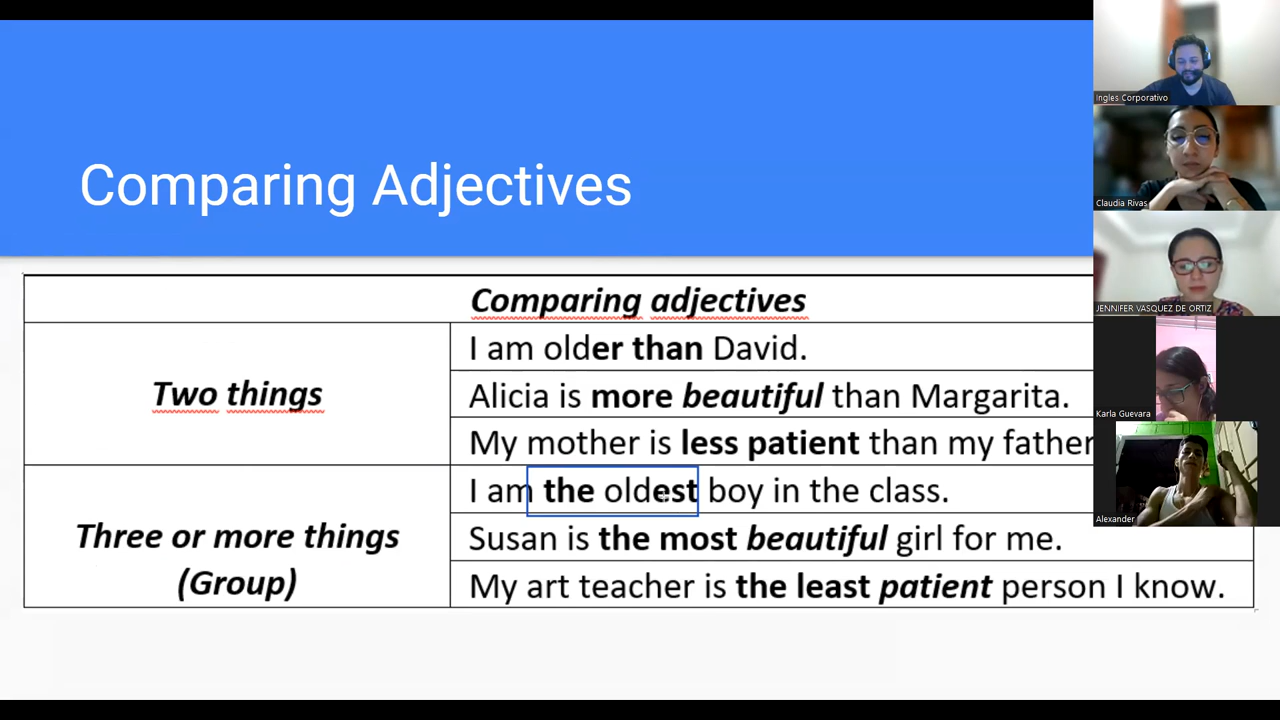 Comparing Adjectives
Comparing adjectives
Two things
I am older than David.
Alicia is more beautiful than Margarita.
My mother is less patient than my father
Three or more things
(Group)
I am the oldest boy in the class.
Susan is the most beautiful girl for me.
My art teacher is the least patient person I know.
Ingles Corporativo
Claudia Rivas
JENNIFER VASQUEZ DE ORTIZ
Karla Guevara
Alexander